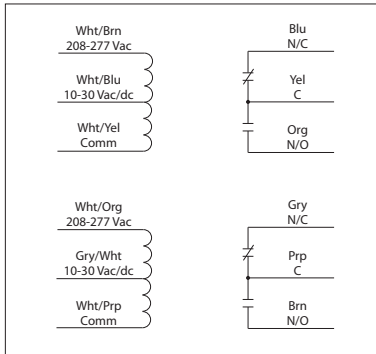 Wht/Brn
208-277 Vac
Wht/Blu
10-30 Vac/dc
Wht/Yel
Comm
Blu
N/C
Yel
C
Org
N/O
Wht/Org
208-277 Vac
Gry/Wht
10-30 Vac/dc
Wht/Prp
Comm
Gry
N/C
Prp
C
Brn
N/O